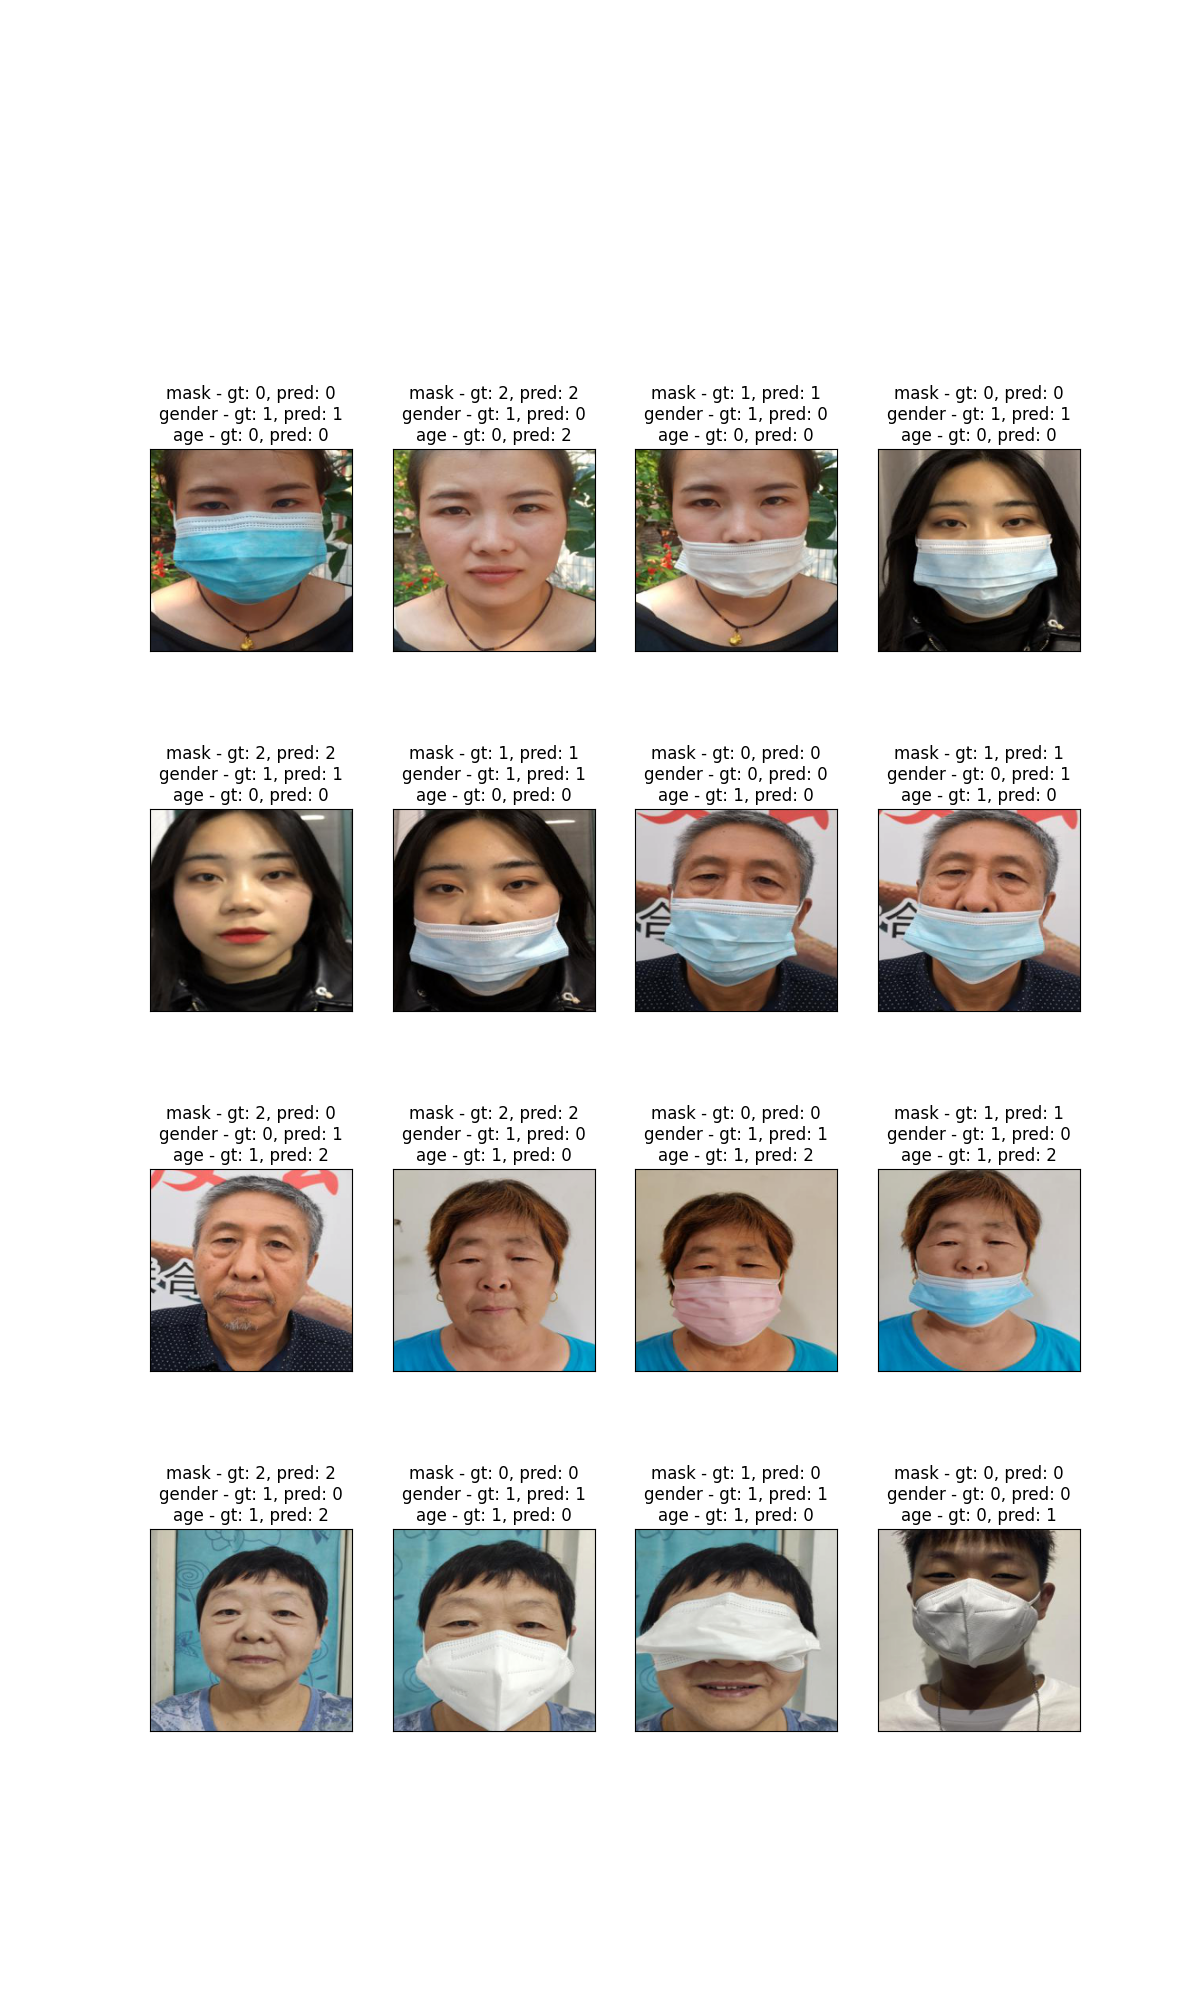 mask - gt: 0, pred: 0
gender - gt: 1, pred: 1
age - gt: 0, pred: 0
mask - gt: 2, pred: 2
gender - gt: 1, pred: 0
age - gt: 0, pred: 2
mask - gt: 1, pred: 1
gender - gt: 1, pred: 0
age - gt: 0, pred: 0
mask - gt: 0, pred: 0
gender - gt: 1, pred: 1
age - gt: 0, pred: 0
mask - gt: 2, pred: 2
gender - gt: 1, pred: 1
age - gt: 0, pred: 0
mask - gt: 1, pred: 1
gender - gt: 1, pred: 1
age - gt: 0, pred: 0
mask - gt: 0, pred: 0
gender - gt: 0, pred: 0
age - gt: 1, pred: 0
合
mask - gt: 1, pred: 1
gender - gt: 0, pred: 1
age - gt: 1, pred: 0
合
mask - gt: 2, pred: 0
gender - gt: 0, pred: 1
age - gt: 1, pred: 2
合
mask - gt: 2, pred: 2
gender - gt: 1, pred: 0
age - gt: 1, pred: 0
mask - gt: 0, pred: 0
gender - gt: 1, pred: 1
age - gt: 1, pred: 2
mask - gt: 1, pred: 1
gender - gt: 1, pred: 0
age - gt: 1, pred: 2
mask - gt: 2, pred: 2
gender - gt: 1, pred: 0
age - gt: 1, pred: 2
mask - gt: 0, pred: 0
gender - gt: 1, pred: 1
age - gt: 1, pred: 0
mask - gt: 1, pred: 0
gender - gt: 1, pred: 1
age - gt: 1, pred: 0
mask - gt: 0, pred: 0
gender - gt: 0, pred: 0
age - gt: 0, pred: 1